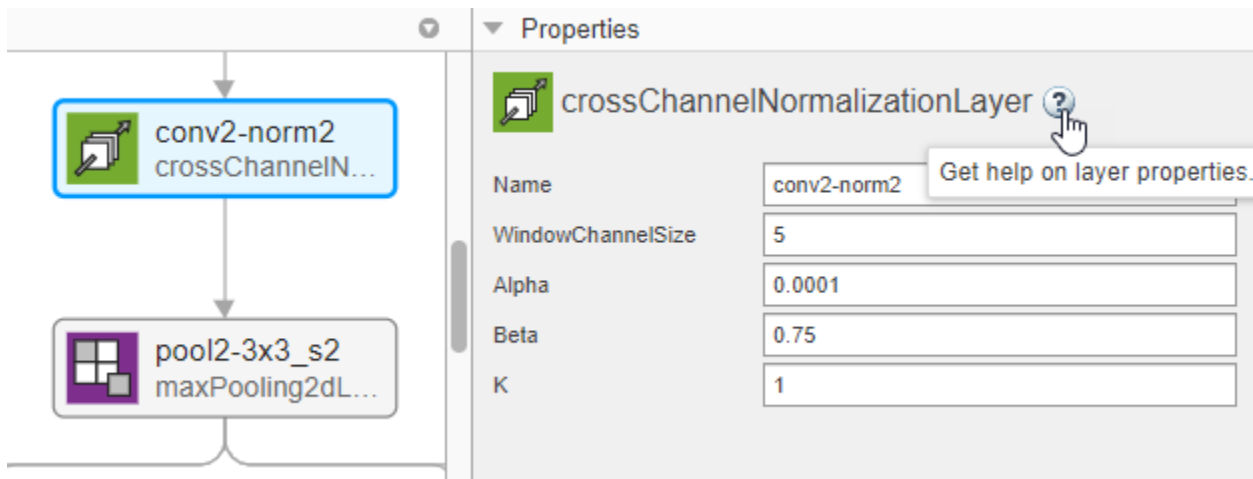 conv2-norm2
crossChannelN...
pool2-3x3_s2
maxPooling2dL...
Properties
crossChannelNormalizationLayer ?
Get help on layer properties.
Name conv2-norm2
WindowChannelSize 5
Alpha 0.0001
Beta 0.75
K 1